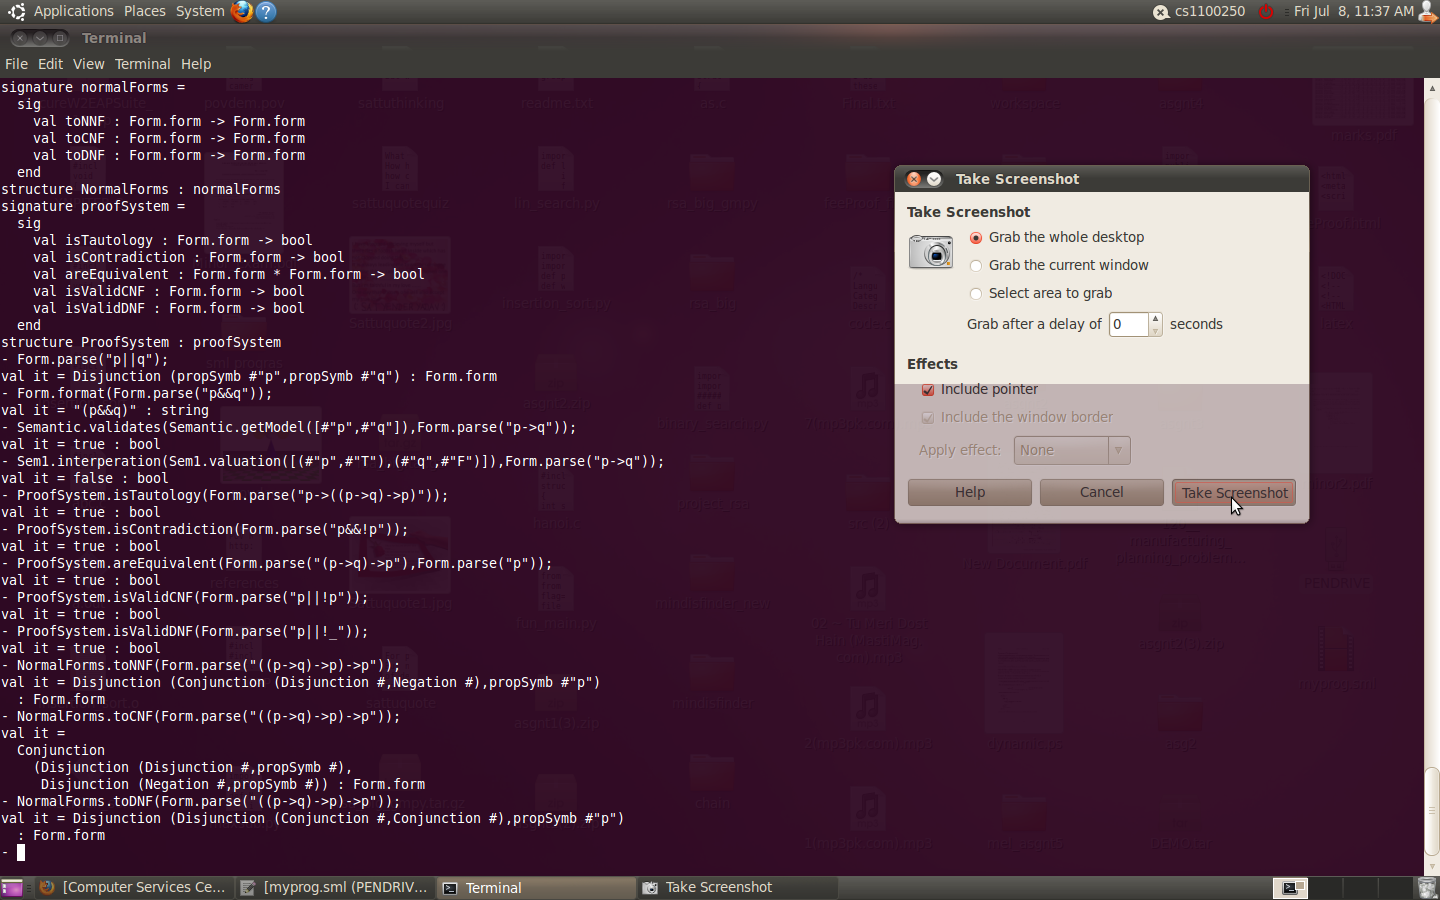 Applications Places System
cs1100250
Fri Jul 8, 11:37 AM
Terminal
File Edit View Terminal Help
signature normalForms =
  sig
    val toNNF : Form.form -> Form.form
    val toCNF : Form.form -> Form.form
    val toDNF : Form.form -> Form.form
  end
structure NormalForms : normalForms
signature proofSystem =
  sig
    val isTautology : Form.form -> bool
    val isContradiction : Form.form -> bool
    val areEquivalent : Form.form * Form.form -> bool
    val isValidCNF : Form.form -> bool
    val isValidDNF : Form.form -> bool
  end
structure ProofSystem : proofSystem
- Form.parse("p||q");
val it = Disjunction (propSymb #"p",propSymb #"q") : Form.form
- Form.format(Form.parse("p&&q"));
val it = "(p&&q)" : string
- Semantic.validates(Semantic.getModel([#"p",#"q"]),Form.parse("p->q"));
val it = true : bool
- Sem1.interperation(Sem1.valuation([(#"p",#"T"),(#"q",#"F")]),Form.parse("p->q"));
val it = false : bool
- ProofSystem.isTautology(Form.parse("p->((p->q)->p)"));
val it = true : bool
- ProofSystem.isContradiction(Form.parse("p&&!p"));
val it = true : bool
- ProofSystem.areEquivalent(Form.parse("(p->q)->p"),Form.parse("p"));
val it = true : bool
- ProofSystem.isValidCNF(Form.parse("p||!p"));
val it = true : bool
- ProofSystem.isValidDNF(Form.parse("p||!_"));
val it = true : bool
- NormalForms.toNNF(Form.parse("((p->q)->p)->p"));
val it = Disjunction (Conjunction (Disjunction #,Negation #),propSymb #"p")
  : Form.form
- NormalForms.toCNF(Form.parse("((p->q)->p)->p"));
val it =
  Conjunction
    (Disjunction (Disjunction #,propSymb #),
     Disjunction (Negation #,propSymb #)) : Form.form
- NormalForms.toDNF(Form.parse("((p->q)->p)->p"));
val it = Disjunction (Disjunction (Conjunction #,Conjunction #),propSymb #"p")
  : Form.form
-
Take Screenshot
Take Screenshot
Grab the whole desktop
Grab the current window
Select area to grab
Grab after a delay of 0 seconds
Effects
Include pointer
Include the window border
Apply effect: None
Help Cancel Take Screenshot
[Computer Services Ce...
[myprog.sml (PENDRIV...
Terminal
Take Screenshot